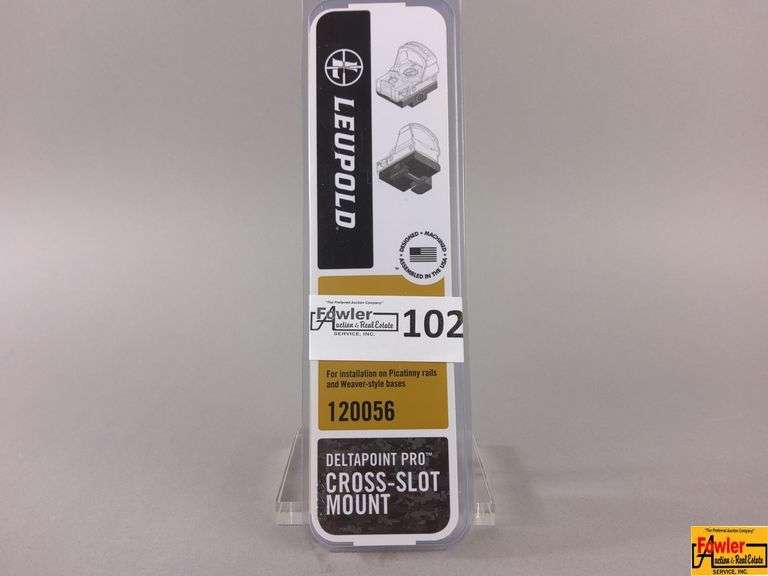 LEUPOLD
DESIGNED • MACHINED
ASSEMBLED IN THE USA
"The Preferred Auction Company"
Fowler
Auction & Real Estate
SERVICE, INC.
102
For installation on Picatinny rails
and Weaver-style bases
120056
DELTAPOINT PRO™
CROSS-SLOT
MOUNT
"The Preferred Auction Company"
Fowler
Auction & Real Estate
SERVICE, INC.